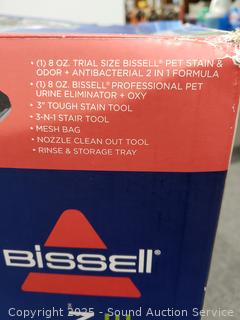 • (1) 8 OZ. TRIAL SIZE BISSELL® PET STAIN &
ODOR + ANTIBACTERIAL 2 IN 1 FORMULA
• (1) 8 OZ. BISSELL® PROFESSIONAL PET
URINE ELIMINATOR + OXY
• 3" TOUGH STAIN TOOL
• 3-IN-1 STAIR TOOL
• MESH BAG
• NOZZLE CLEAN OUT TOOL
• RINSE & STORAGE TRAY
BISSELL®
Copyright 2025 - Sound Auction Service